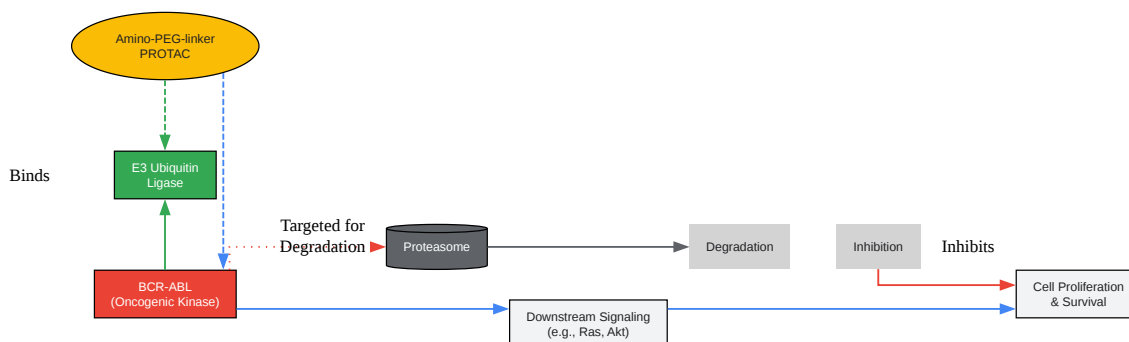 Amino-PEG-linker
PROTAC
E3 Ubiquitin
Ligase
Binds
Targeted for
Degradation
Proteasome
Degradation
Inhibition
Inhibits
BCR-ABL
(Oncogenic Kinase)
Cell Proliferation
& Survival
Downstream Signaling
(e.g., Ras, Akt)